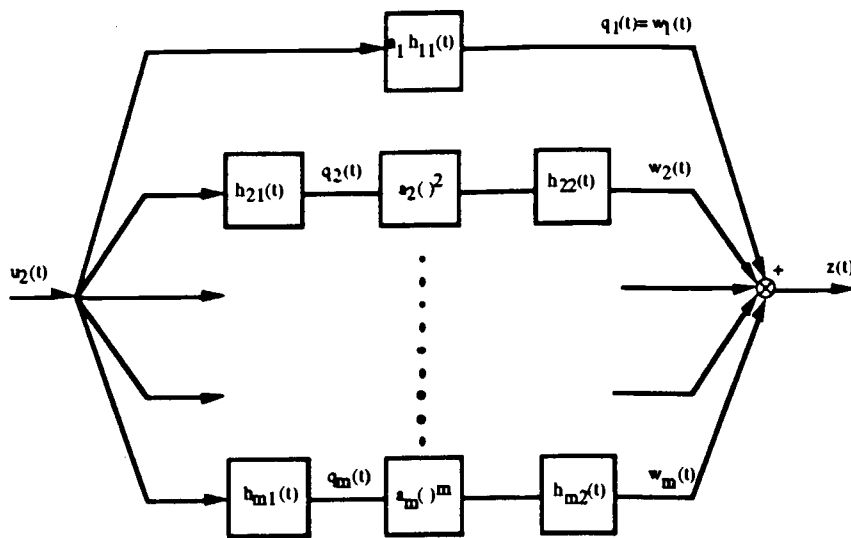 q₁(t)= w₁(t)
a₁ h₁₁(t)
h₂₁(t)
q₂(t)
a₂( )²
h₂₂(t)
w₂(t)
u₂(t)
+
z(t)
hₘ₁(t)
qₘ(t)
aₘ( )ᵐ
hₘ₂(t)
wₘ(t)